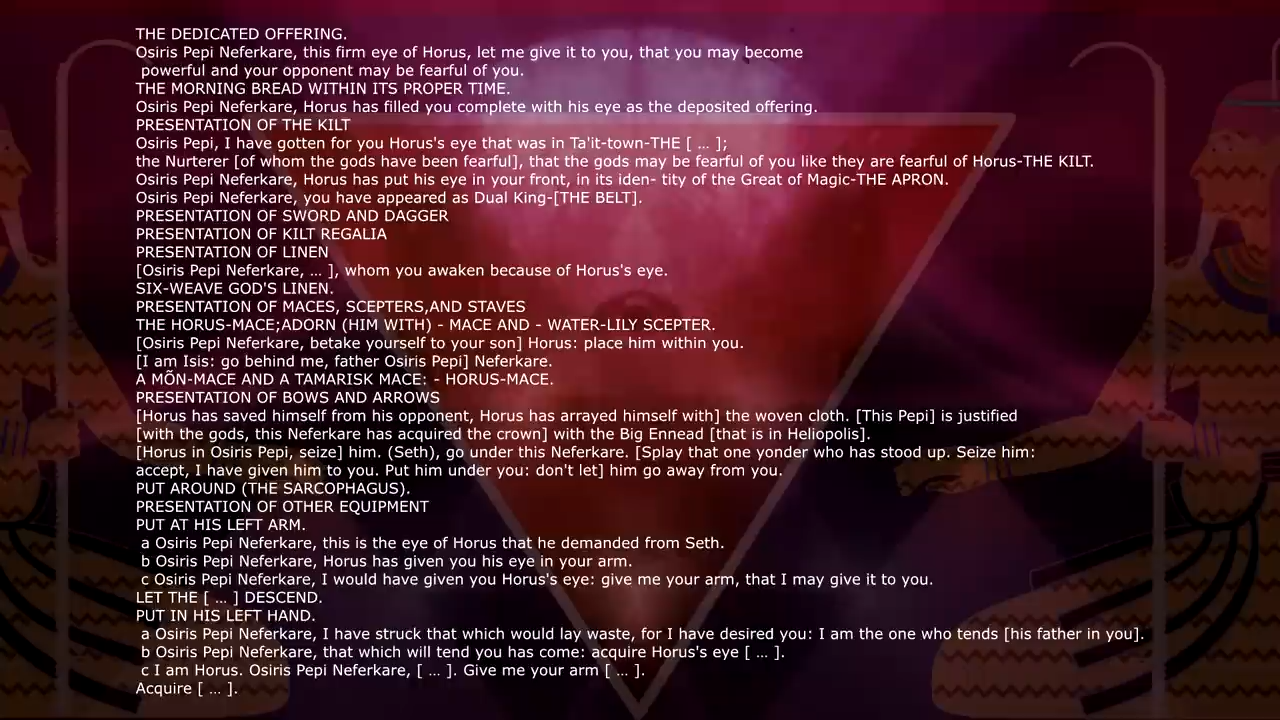 THE DEDICATED OFFERING.
Osiris Pepi Neferkare, this firm eye of Horus, let me give it to you, that you may become
powerful and your opponent may be fearful of you.
THE MORNING BREAD WITHIN ITS PROPER TIME.
Osiris Pepi Neferkare, Horus has filled you complete with his eye as the deposited offering.
PRESENTATION OF THE KILT
Osiris Pepi, I have gotten for you Horus's eye that was in Ta'it-town-THE [ … ];
the Nurterer [of whom the gods have been fearful], that the gods may be fearful of you like they are fearful of Horus-THE KILT.
Osiris Pepi Neferkare, Horus has put his eye in your front, in its iden- tity of the Great of Magic-THE APRON.
Osiris Pepi Neferkare, you have appeared as Dual King-[THE BELT].
PRESENTATION OF SWORD AND DAGGER
PRESENTATION OF KILT REGALIA
PRESENTATION OF LINEN
[Osiris Pepi Neferkare, … ], whom you awaken because of Horus's eye.
SIX-WEAVE GOD'S LINEN.
PRESENTATION OF MACES, SCEPTERS,AND STAVES
THE HORUS-MACE;ADORN (HIM WITH) - MACE AND - WATER-LILY SCEPTER.
[Osiris Pepi Neferkare, betake yourself to your son] Horus: place him within you.
[I am Isis: go behind me, father Osiris Pepi] Neferkare.
A MÕN-MACE AND A TAMARISK MACE: - HORUS-MACE.
PRESENTATION OF BOWS AND ARROWS
[Horus has saved himself from his opponent, Horus has arrayed himself with] the woven cloth. [This Pepi] is justified
[with the gods, this Neferkare has acquired the crown] with the Big Ennead [that is in Heliopolis].
[Horus in Osiris Pepi, seize] him. (Seth), go under this Neferkare. [Splay that one yonder who has stood up. Seize him:
accept, I have given him to you. Put him under you: don't let] him go away from you.
PUT AROUND (THE SARCOPHAGUS).
PRESENTATION OF OTHER EQUIPMENT
PUT AT HIS LEFT ARM.
a Osiris Pepi Neferkare, this is the eye of Horus that he demanded from Seth.
b Osiris Pepi Neferkare, Horus has given you his eye in your arm.
c Osiris Pepi Neferkare, I would have given you Horus's eye: give me your arm, that I may give it to you.
LET THE [ … ] DESCEND.
PUT IN HIS LEFT HAND.
a Osiris Pepi Neferkare, I have struck that which would lay waste, for I have desired you: I am the one who tends [his father in you].
b Osiris Pepi Neferkare, that which will tend you has come: acquire Horus's eye [ … ].
c I am Horus. Osiris Pepi Neferkare, [ … ]. Give me your arm [ … ].
Acquire [ … ].